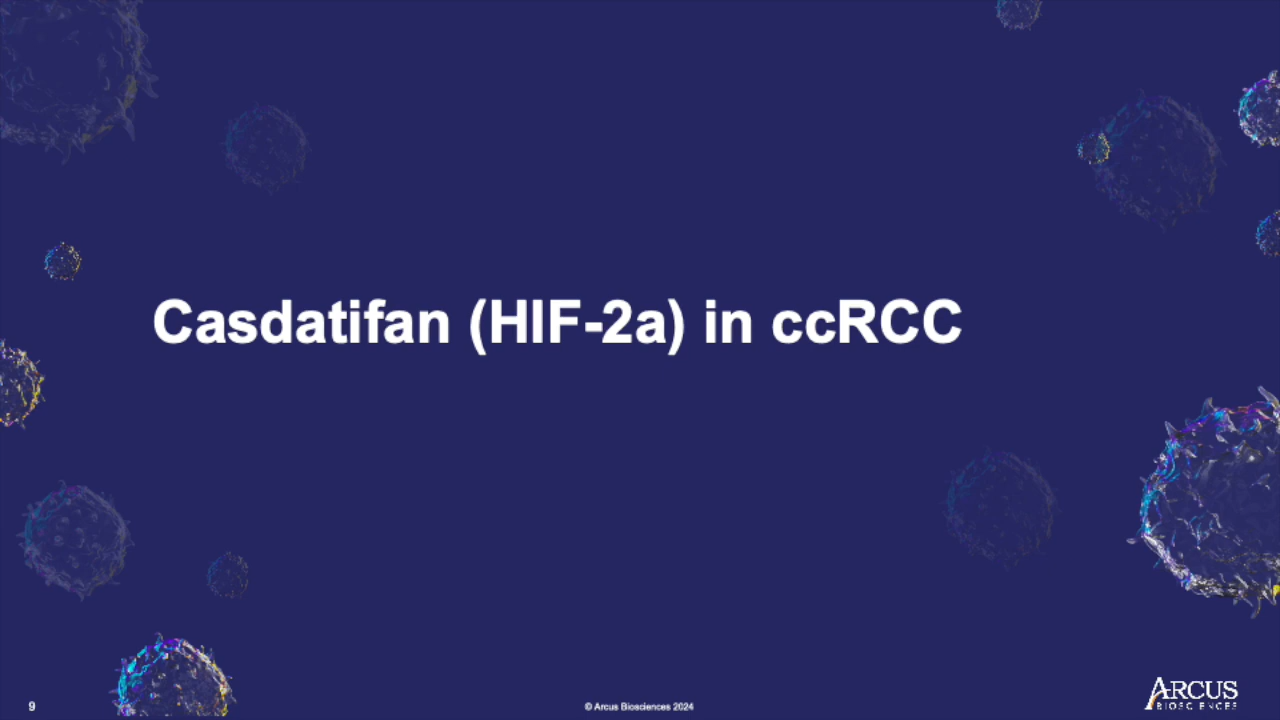 Casdatifan (HIF-2a) in ccRCC
9
© Arcus Biosciences 2024
ARCUS
BIOSCIENCES